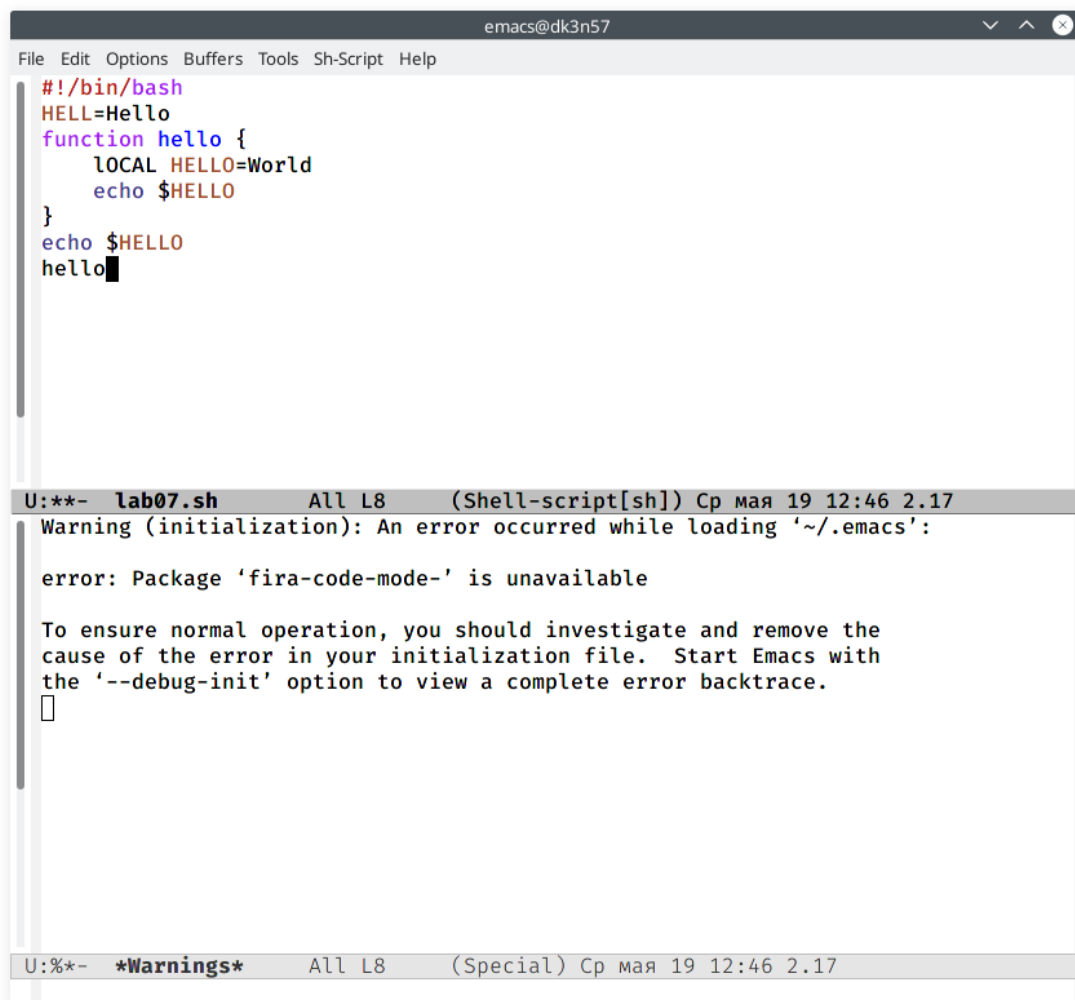 emacs@dk3n57
File Edit Options Buffers Tools Sh-Script Help
#!/bin/bash
HELL=Hello
function hello {
    lOCAL HELLO=World
    echo $HELLO
}
echo $HELLO
hello
U:**-  lab07.sh       All L8     (Shell-script[sh]) Ср мая 19 12:46 2.17
Warning (initialization): An error occurred while loading ‘~/.emacs’:
error: Package ‘fira-code-mode-’ is unavailable
To ensure normal operation, you should investigate and remove the
cause of the error in your initialization file.  Start Emacs with
the ‘--debug-init’ option to view a complete error backtrace.
U:%*-  *Warnings*     All L8     (Special) Ср мая 19 12:46 2.17